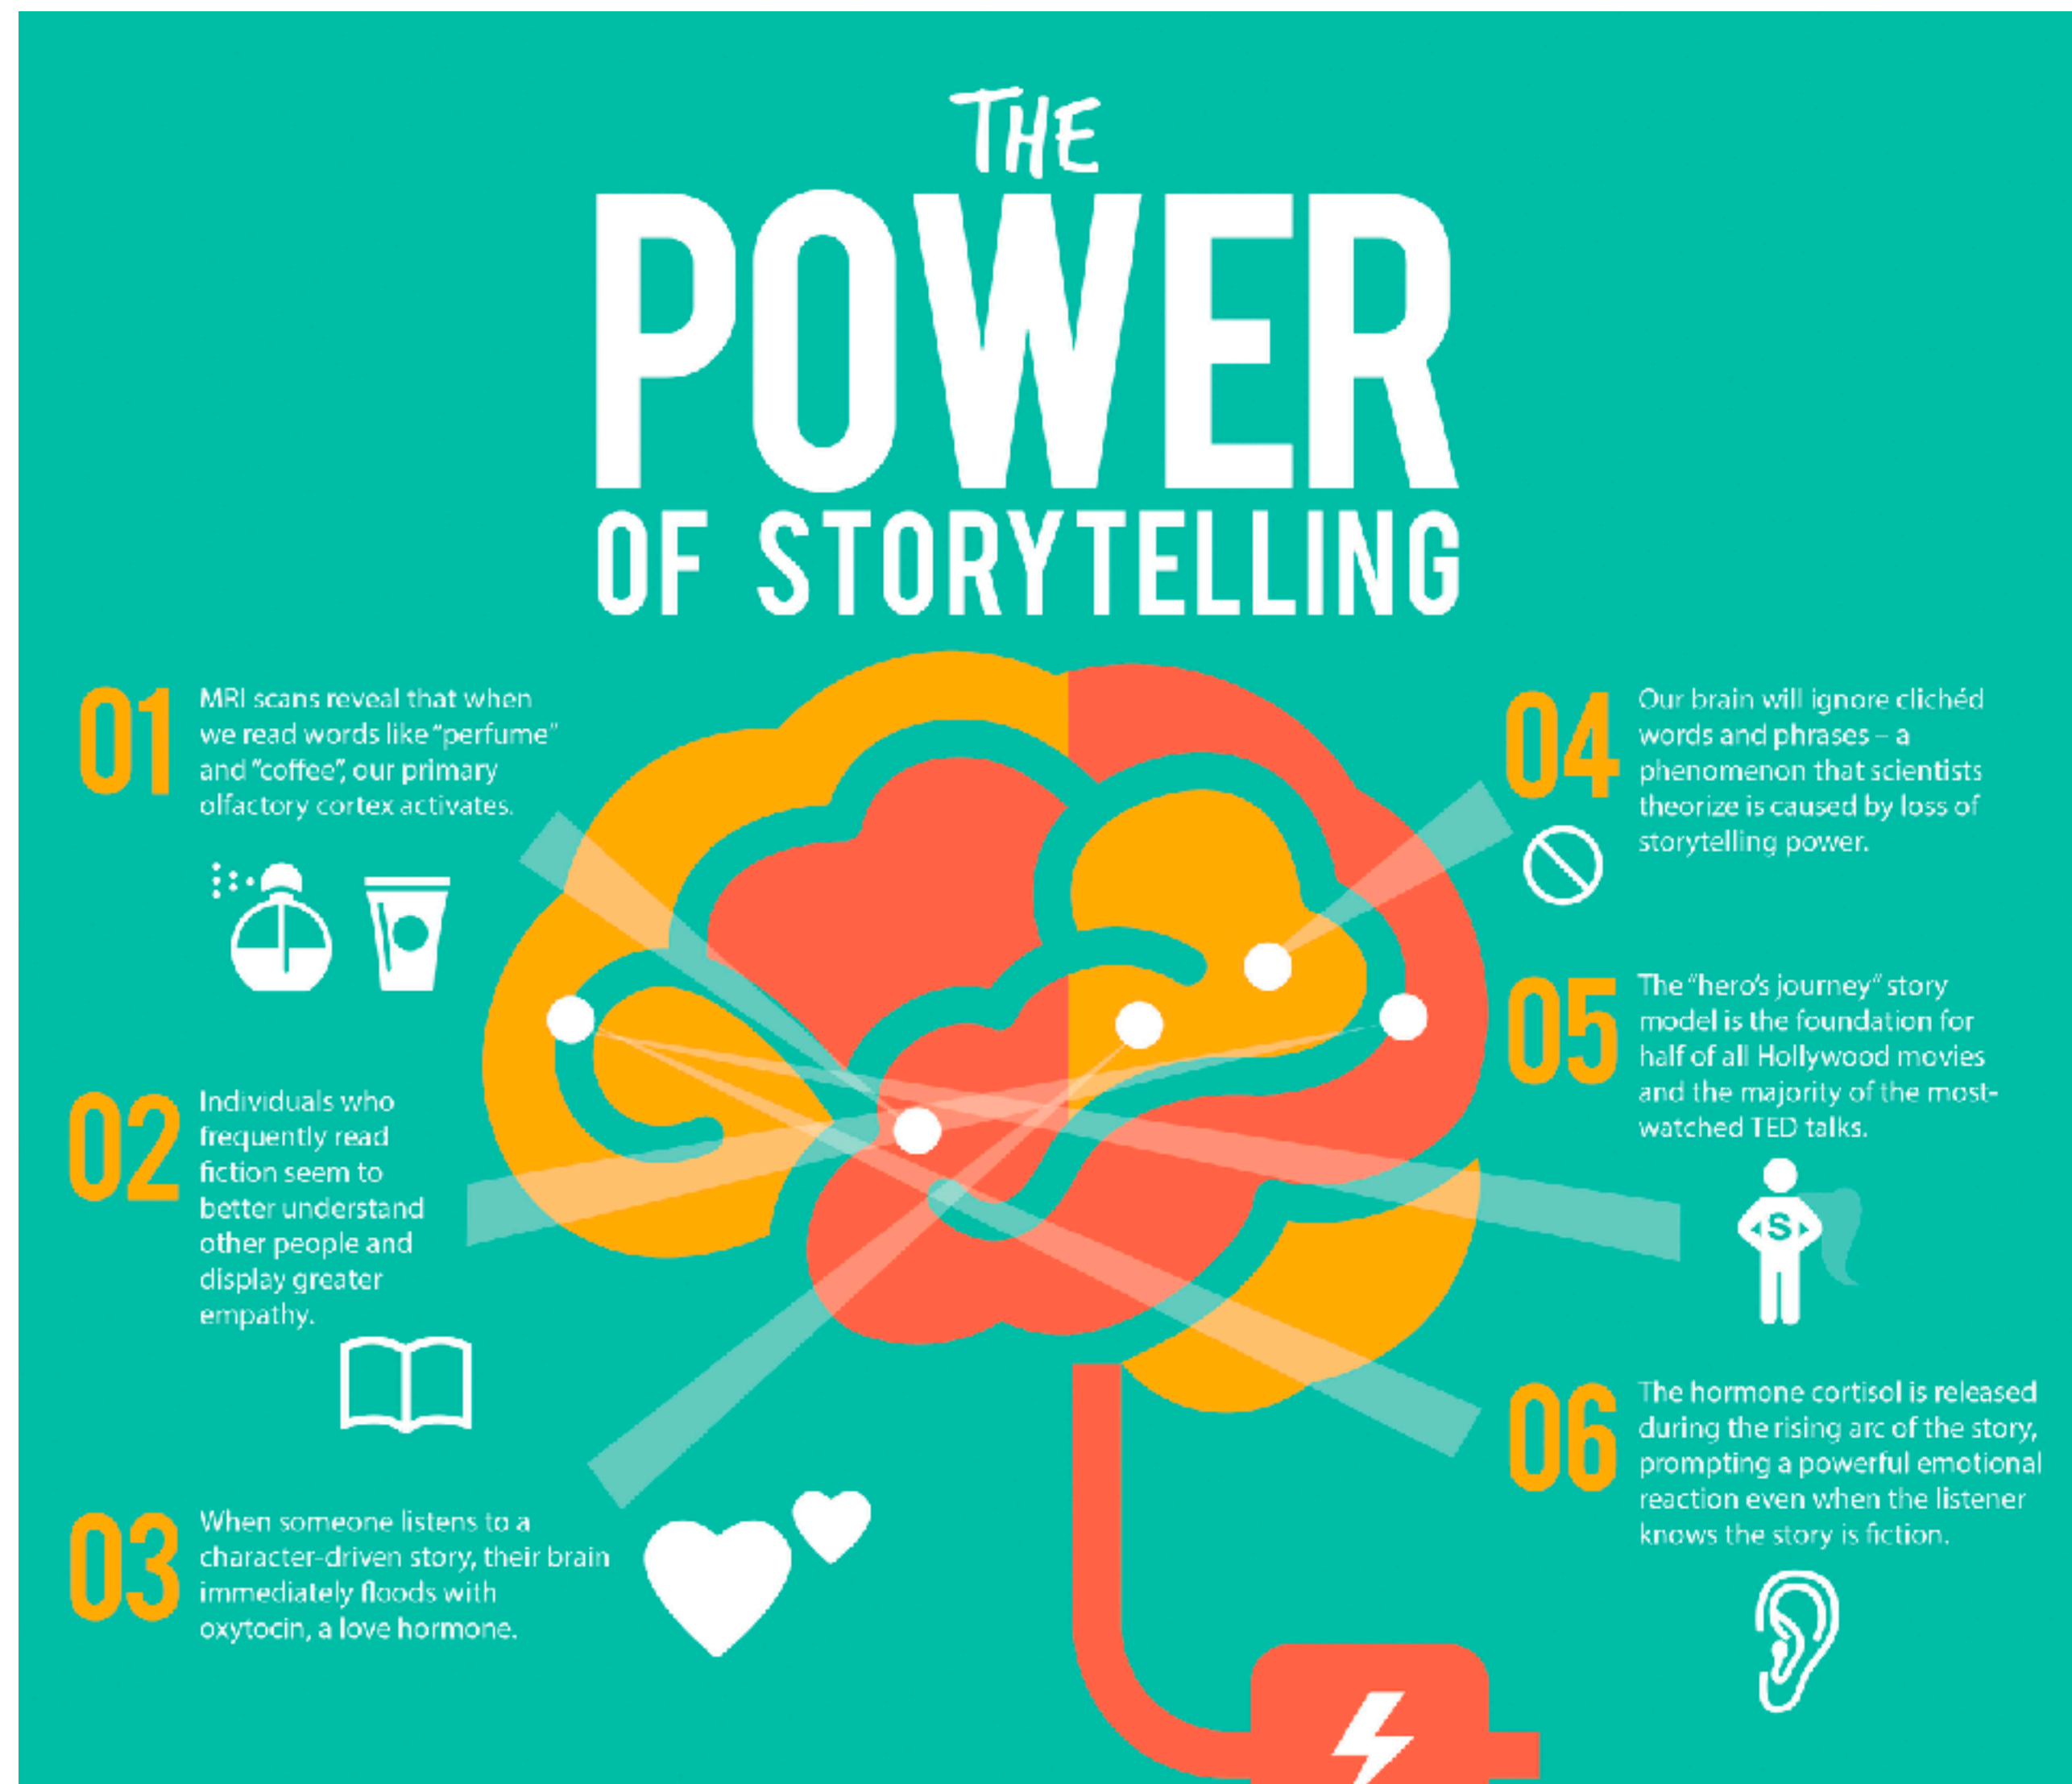 THE
POWER
OF STORYTELLING
01
MRI scans reveal that when
we read words like “perfume”
and “coffee”, our primary
olfactory cortex activates.
02
Individuals who
frequently read
fiction seem to
better understand
other people and
display greater
empathy.
03
When someone listens to a
character-driven story, their brain
immediately floods with
oxytocin, a love hormone.
04
Our brain will ignore clichéd
words and phrases – a
phenomenon that scientists
theorize is caused by loss of
storytelling power.
05
The “hero’s journey” story
model is the foundation for
half of all Hollywood movies
and the majority of the most-
watched TED talks.
S
06
The hormone cortisol is released
during the rising arc of the story,
prompting a powerful emotional
reaction even when the listener
knows the story is fiction.